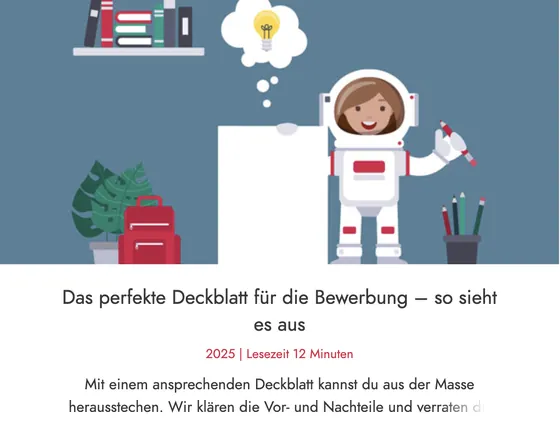 Das perfekte Deckblatt für die Bewerbung – so sieht
es aus
2025 | Lesezeit 12 Minuten
Mit einem ansprechenden Deckblatt kannst du aus der Masse
herausstechen. Wir klären die Vor- und Nachteile und verraten